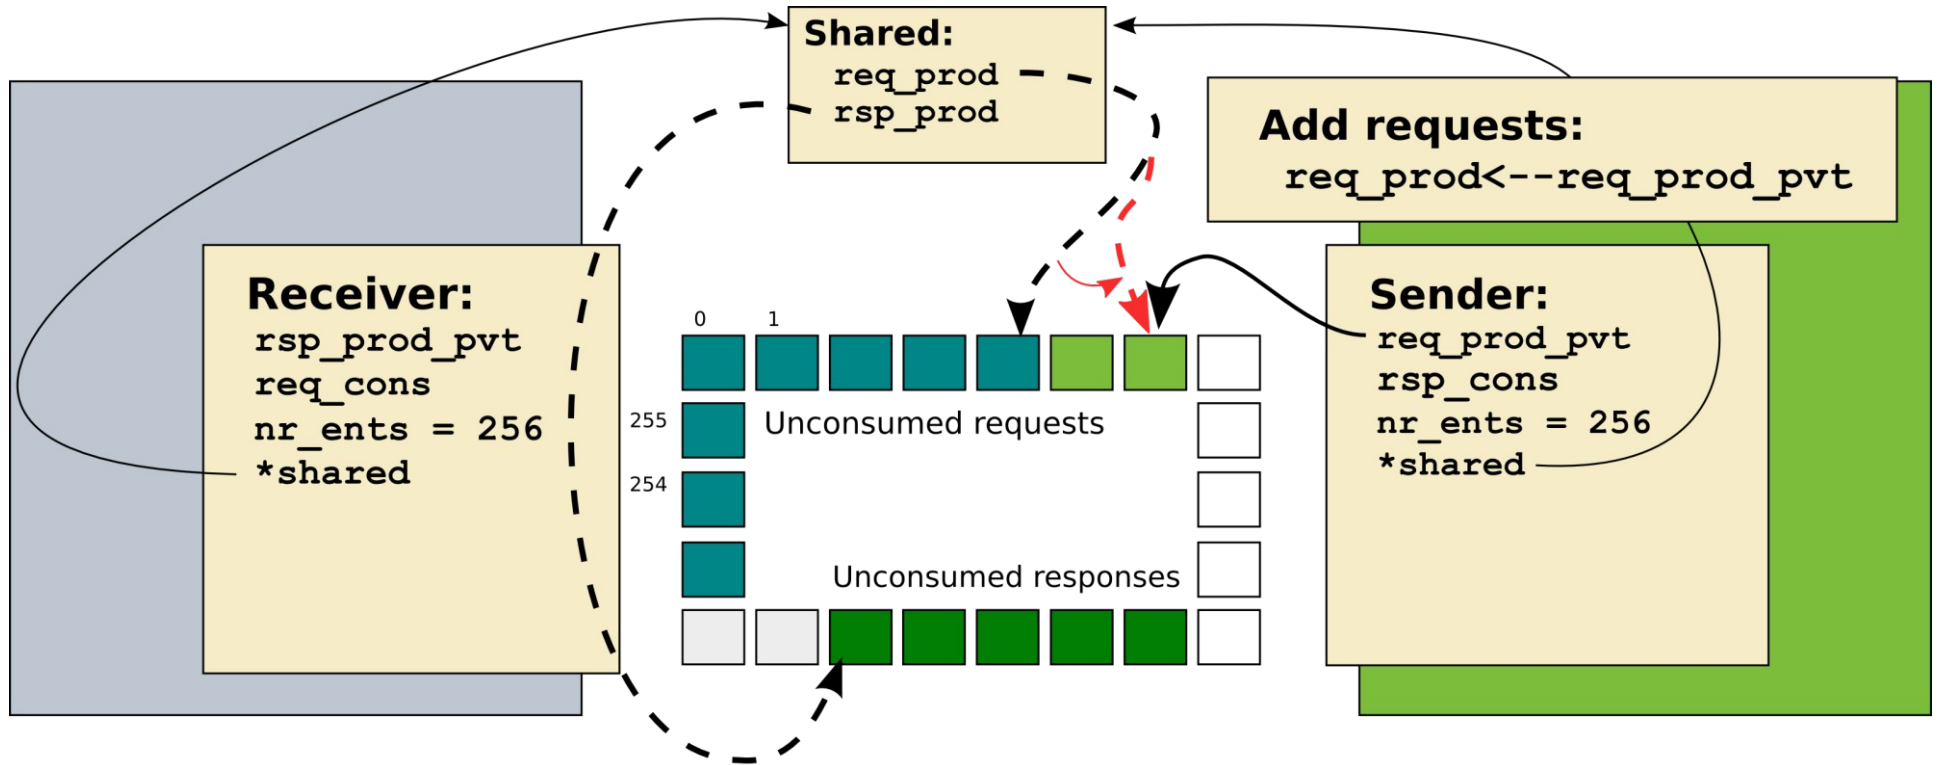 Shared:
req_prod
rsp_prod
Add requests:
req_prod<--req_prod_pvt
Receiver:
rsp_prod_pvt
req_cons
nr_ents = 256
*shared
0 1
255
254
Unconsumed requests
Unconsumed responses
Sender:
req_prod_pvt
rsp_cons
nr_ents = 256
*shared